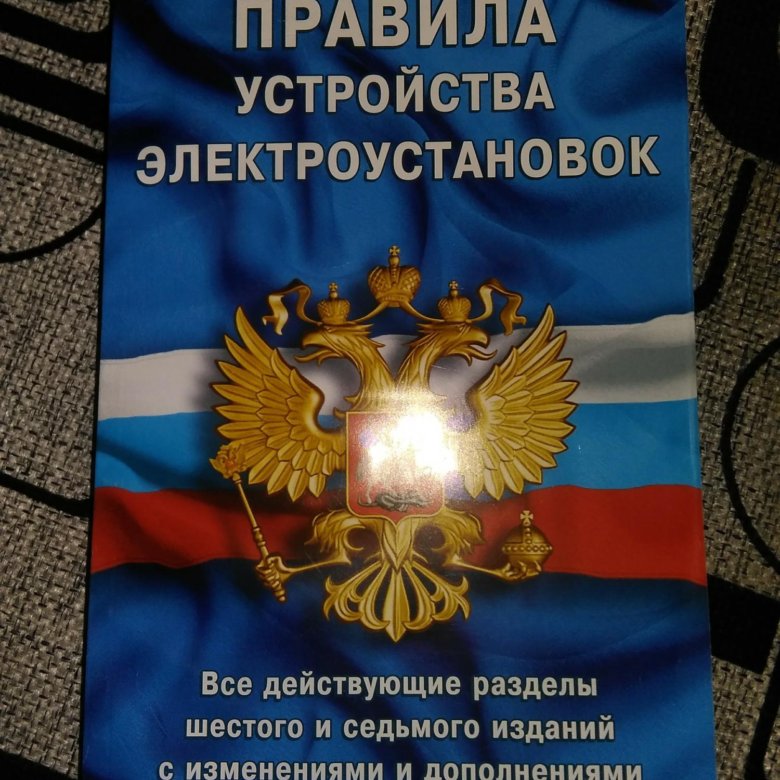 ПРАВИЛА
УСТРОЙСТВА
ЭЛЕКТРОУСТАНОВОК
Все действующие разделы
шестого и седьмого изданий
с изменениями и дополнениями